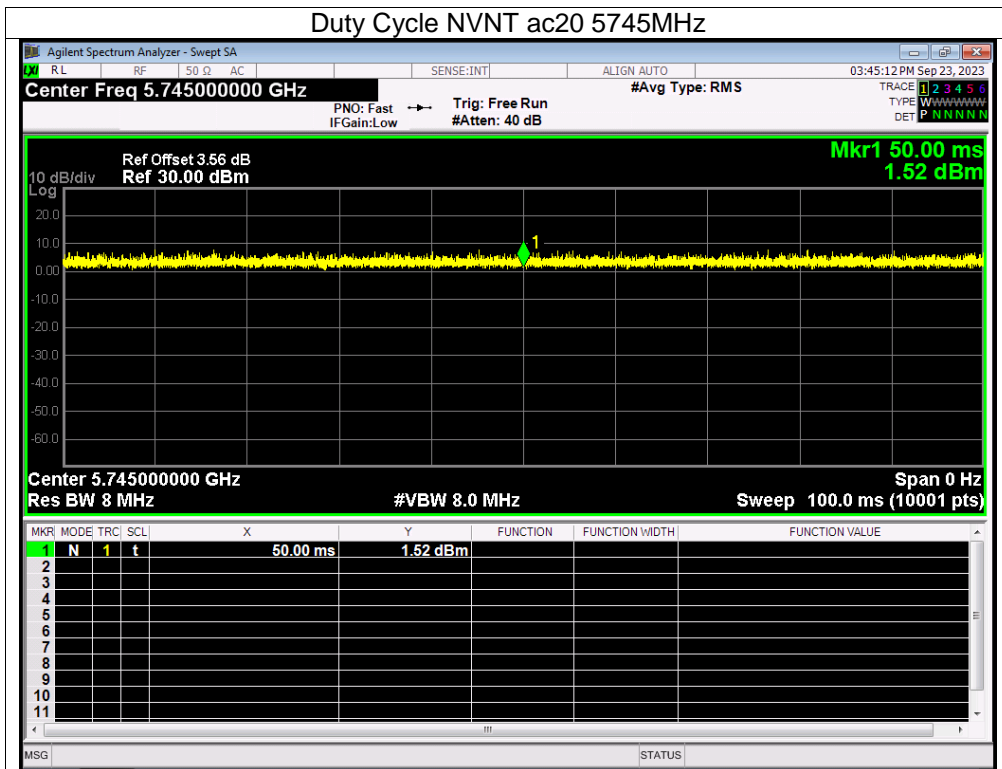 Duty Cycle NVNT ac20 5745MHz
Agilent Spectrum Analyzer - Swept SA
LXI RL RF 50 Ω AC SENSE:INT ALIGN AUTO 03:45:12 PM Sep 23, 2023
Center Freq 5.745000000 GHz #Avg Type: RMS TRACE 1 2 3 4 5 6
PNO: Fast Trig: Free Run TYPE WWWWWW
IFGain:Low #Atten: 40 dB DET P N N N N N
Mkr1 50.00 ms
1.52 dBm
Ref Offset 3.56 dB
10 dB/div Ref 30.00 dBm
Log
20.0
10.0
1
0.00
-10.0
-20.0
-30.0
-40.0
-50.0
-60.0
Center 5.745000000 GHz Span 0 Hz
Res BW 8 MHz #VBW 8.0 MHz Sweep 100.0 ms (10001 pts)
MKR MODE TRC SCL X Y FUNCTION FUNCTION WIDTH FUNCTION VALUE
1 N 1 t 50.00 ms 1.52 dBm
2
3
4
5
6
7
8
9
10
11
MSG STATUS